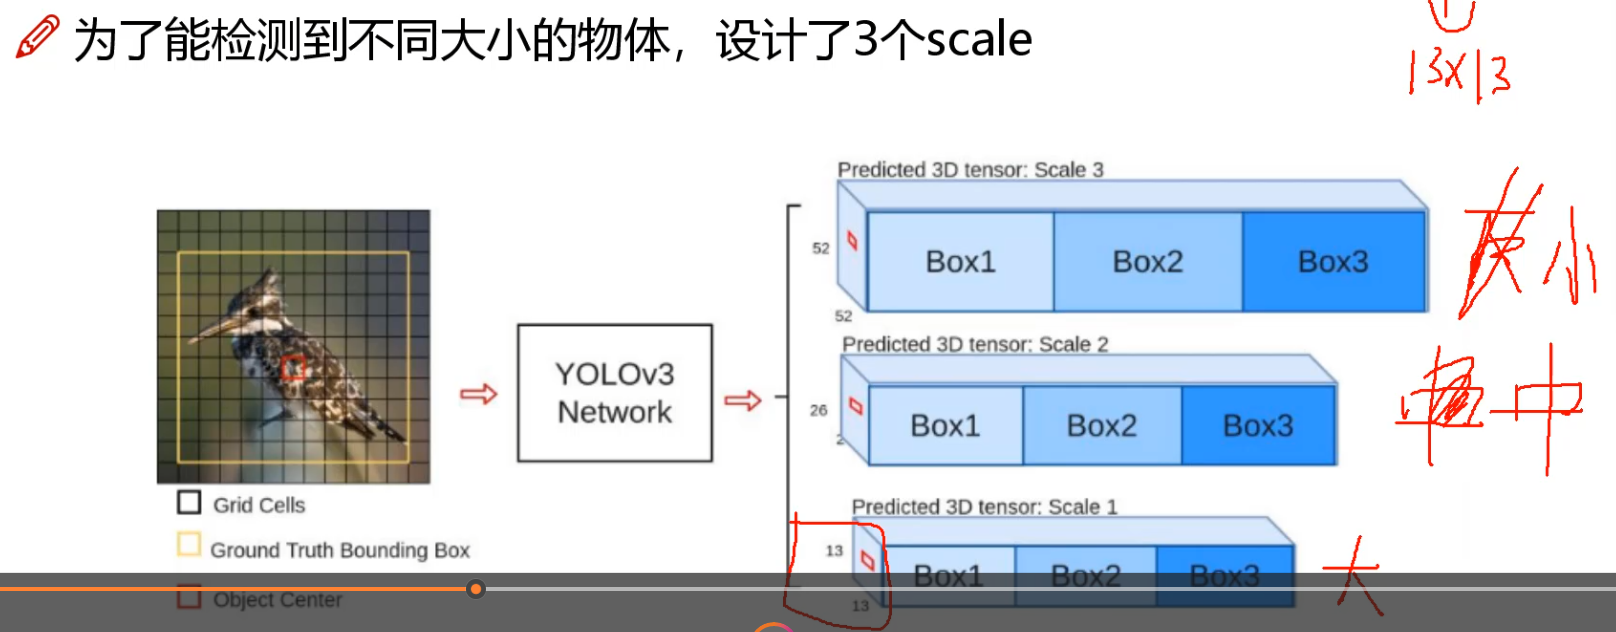 为了能检测到不同大小的物体，设计了3个scale
13x13
Predicted 3D tensor: Scale 3
52
Box1
Box2
Box3
小
52
Predicted 3D tensor: Scale 2
YOLOv3
Network
26
2
Box1
Box2
Box3
中
Grid Cells
Predicted 3D tensor: Scale 1
Ground Truth Bounding Box
13
Box1
Box2
Box3
大
Object Center
13